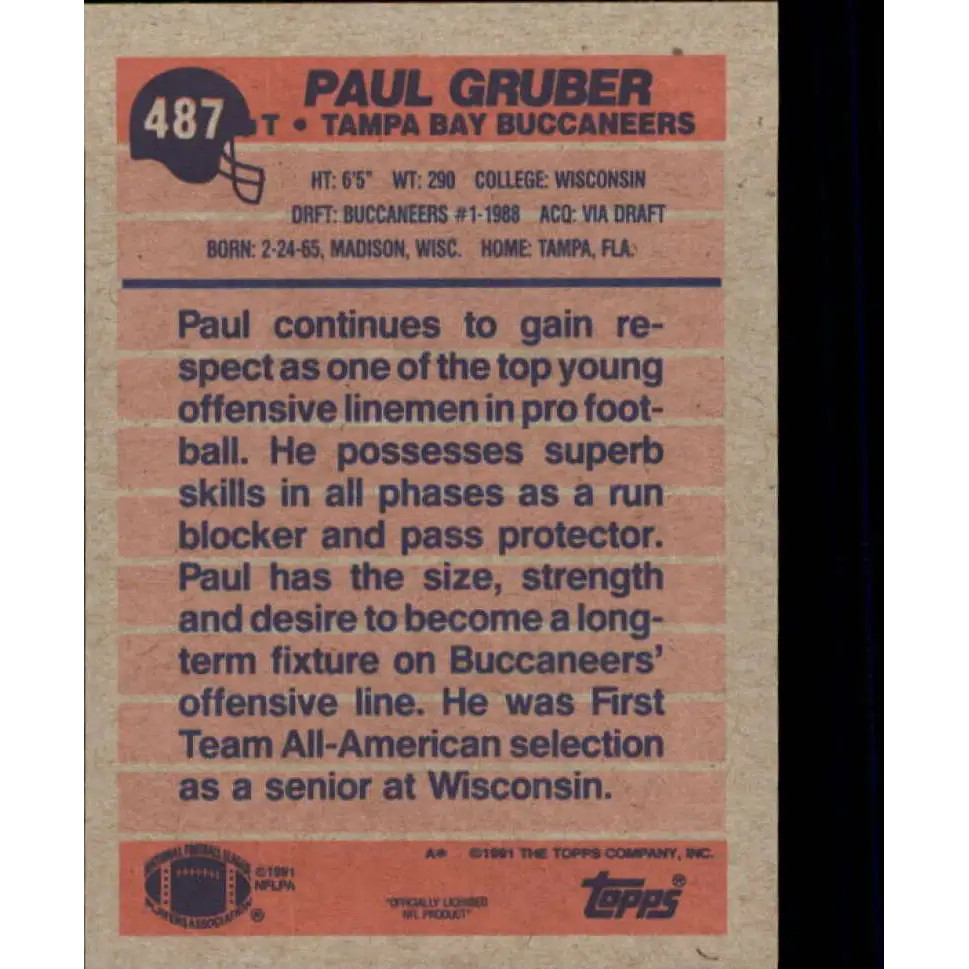 487
PAUL GRUBER
T • TAMPA BAY BUCCANEERS
HT: 6'5" WT: 290 COLLEGE: WISCONSIN
DRFT: BUCCANEERS #1-1988 ACQ: VIA DRAFT
BORN: 2-24-65, MADISON, WISC. HOME: TAMPA, FLA.
Paul continues to gain re-
spect as one of the top young
offensive linemen in pro foot-
ball. He possesses superb
skills in all phases as a run
blocker and pass protector.
Paul has the size, strength
and desire to become a long-
term fixture on Buccaneers'
offensive line. He was First
Team All-American selection
as a senior at Wisconsin.
A* ©1991 THE TOPPS COMPANY, INC.
NATIONAL FOOTBALL LEAGUE
PLAYERS ASSOCIATION ®
©1991
NFLPA
"OFFICIALLY LICENSED
NFL PRODUCT"
TOPPS®